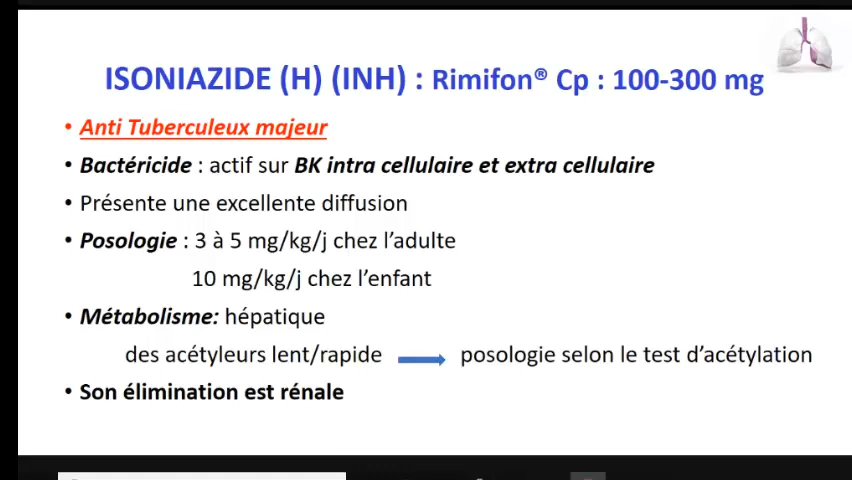 ISONIAZIDE (H) (INH) : Rimifon® Cp : 100-300 mg
• Anti Tuberculeux majeur
• Bactéricide : actif sur BK intra cellulaire et extra cellulaire
• Présente une excellente diffusion
• Posologie : 3 à 5 mg/kg/j chez l’adulte
10 mg/kg/j chez l’enfant
• Métabolisme: hépatique
des acétyleurs lent/rapide posologie selon le test d’acétylation
• Son élimination est rénale